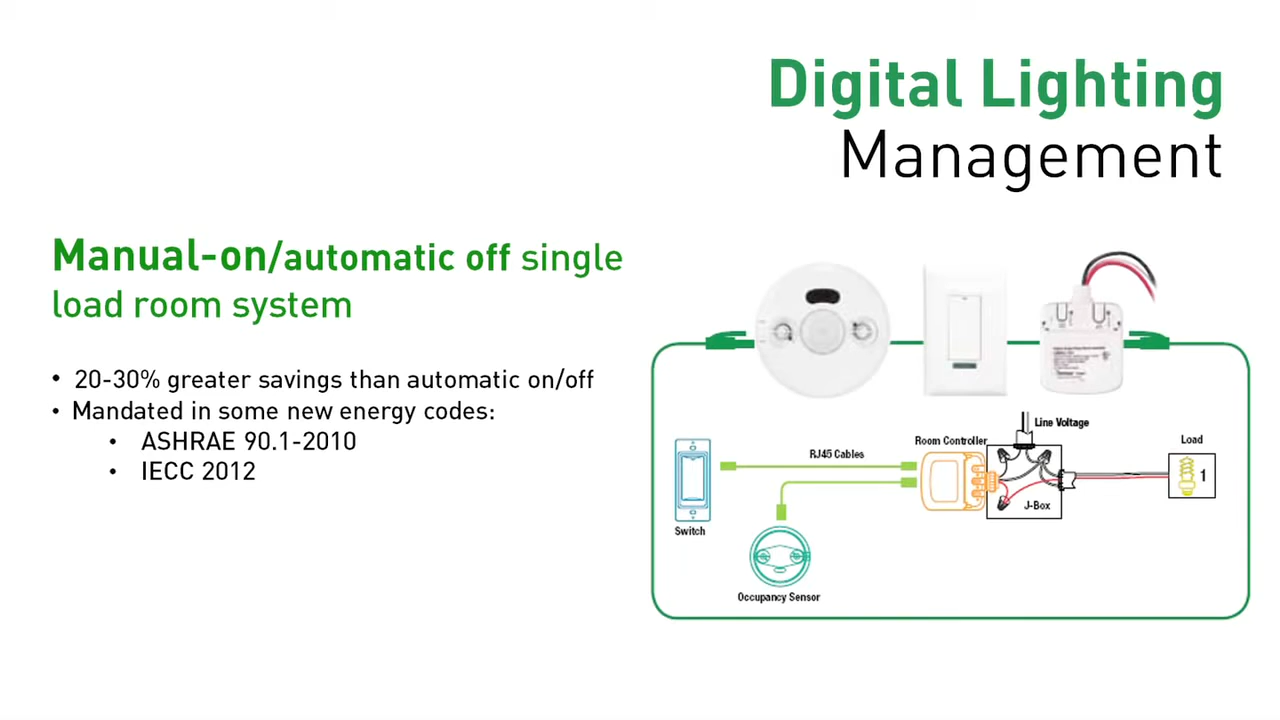 Digital Lighting
Management
Manual-on/automatic off single
load room system
• 20-30% greater savings than automatic on/off
• Mandated in some new energy codes:
• ASHRAE 90.1-2010
• IECC 2012
Line Voltage
Room Controller
Load
RJ45 Cables
1
J-Box
Switch
Occupancy Sensor